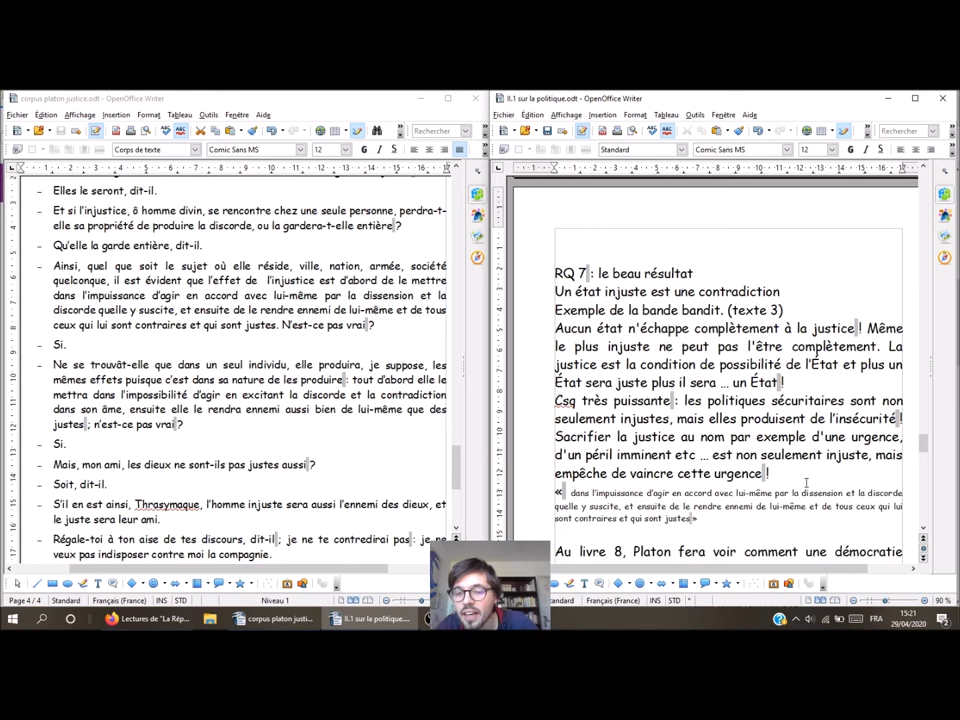 corpus platon justice.odt - OpenOffice Writer
Fichier Édition Affichage Insertion Format Tableau Outils Fenêtre Aide
Rechercher
Corps de texte Comic Sans MS 12 G I S
- Elles le seront, dit-il.
- Et si l'injustice, ô homme divin, se rencontre chez une seule personne, perdra-t-
elle sa propriété de produire la discorde, ou la gardera-t-elle entière ?
- Qu'elle la garde entière, dit-il.
- Ainsi, quel que soit le sujet où elle réside, ville, nation, armée, société
quelconque, il est évident que l'effet de l'injustice est d'abord de le mettre
dans l'impuissance d'agir en accord avec lui-même par la dissension et la
discorde quelle y suscite, et ensuite de le rendre ennemi de lui-même et de tous
ceux qui lui sont contraires et qui sont justes. N'est-ce pas vrai ?
- Si.
- Ne se trouvât-elle que dans un seul individu, elle produira, je suppose, les
mêmes effets puisque c'est dans sa nature de les produire : tout d'abord elle le
mettra dans l'impossibilité d'agir en excitant la discorde et la contradiction
dans son âme, ensuite elle le rendra ennemi aussi bien de lui-même que des
justes ; n'est-ce pas vrai ?
- Si.
- Mais, mon ami, les dieux ne sont-ils pas justes aussi ?
- Soit, dit-il.
- S'il en est ainsi, Thrasymaque, l'homme injuste sera aussi l'ennemi des dieux, et
le juste sera leur ami.
- Régale-toi à ton aise de tes discours, dit-il ; je ne te contredirai pas : je ne
veux pas indisposer contre moi la compagnie.
Page 4 / 4 Français (France) INS STD Niveau 1
II.1 sur la politique.odt - OpenOffice Writer
Fichier Édition Affichage Insertion Format Tableau Outils Fenêtre Aide
Rechercher
Standard Comic Sans MS 12 G I S
RQ 7 : le beau résultat
Un état injuste est une contradiction
Exemple de la bande bandit. (texte 3)
Aucun état n'échappe complètement à la justice ! Même
le plus injuste ne peut pas l'être complètement. La
justice est la condition de possibilité de l'État et plus un
État sera juste plus il sera ... un État !
Csq très puissante : les politiques sécuritaires sont non
seulement injustes, mais elles produisent de l'insécurité !
Sacrifier la justice au nom par exemple d'une urgence,
d'un péril imminent etc ... est non seulement injuste, mais
empêche de vaincre cette urgence !
« dans l'impuissance d'agir en accord avec lui-même par la dissension et la discorde
quelle y suscite, et ensuite de le rendre ennemi de lui-même et de tous ceux qui lui
sont contraires et qui sont justes »
Au livre 8, Platon fera voir comment une démocratie
Français (France) INS STD 90 %
Lectures de "La Rép... corpus platon justi... II.1 sur la politique.... FRA 15:21
29/04/2020